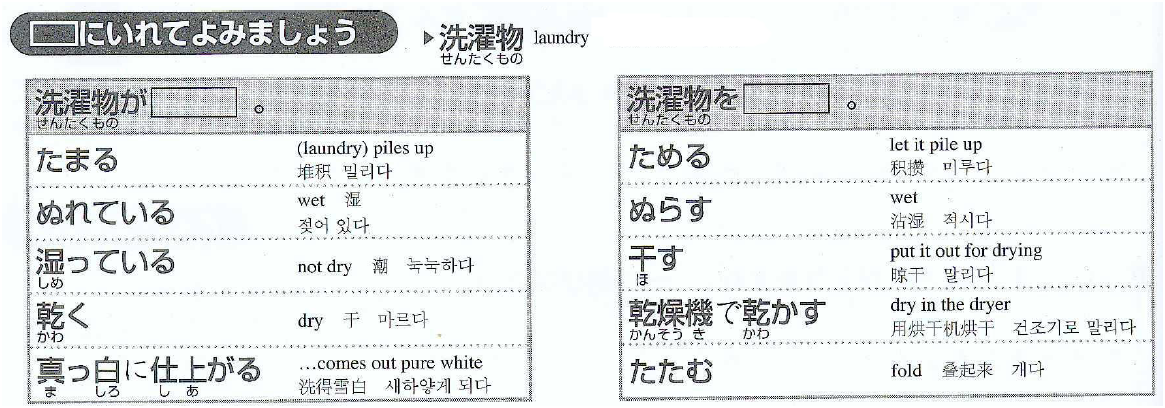 にいれてよみましょう
▶洗濯物 laundry
せんたくもの
洗濯物が 。
せんたくもの
たまる (laundry) piles up
堆积 밀리다
ぬれている wet 湿
젖어 있다
湿っている not dry 潮 눅눅하다
しめ
乾く dry 干 마르다
かわ
真っ白に仕上がる …comes out pure white
ま しろ し あ 洗得雪白 새하얗게 되다
洗濯物を 。
せんたくもの
ためる let it pile up
积攒 미루다
ぬらす wet
沾湿 적시다
干す put it out for drying
ほ 晾干 말리다
乾燥機で乾かす dry in the dryer
かんそう き かわ 用烘干机烘干 건조기로 말리다
たたむ fold 叠起来 개다